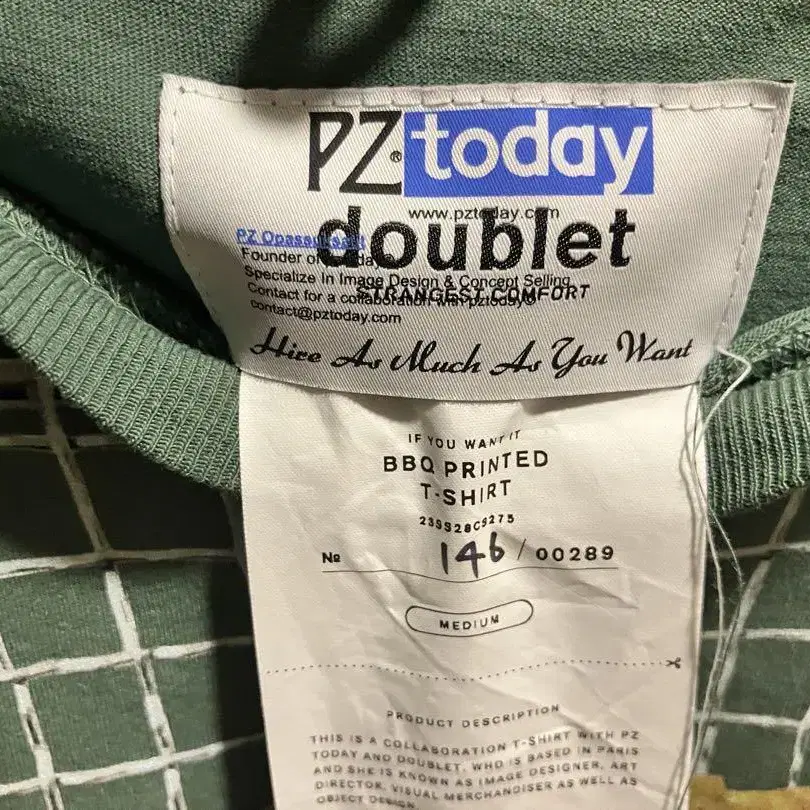 PZ® today
www.pztoday.com
doublet
PZ Opassuksatit
Founder of
Specialize In Image Design & Concept Selling
STRANGEST COMFORT
Contact for a collaboration with pztoday®
contact@pztoday.com
Hire As Much As You Want
IF YOU WANT IT
BBQ PRINTED
T-SHIRT
23SS28CS275
№ 146 / 00289
MEDIUM
PRODUCT DESCRIPTION
THIS IS A COLLABORATION T-SHIRT WITH PZ
TODAY AND DOUBLET, WHO IS BASED IN PARIS
AND SHE IS KNOWN AS IMAGE DESIGNER, ART
DIRECTOR, VISUAL MERCHANDISER AS WELL AS
OBJECT DESIGN